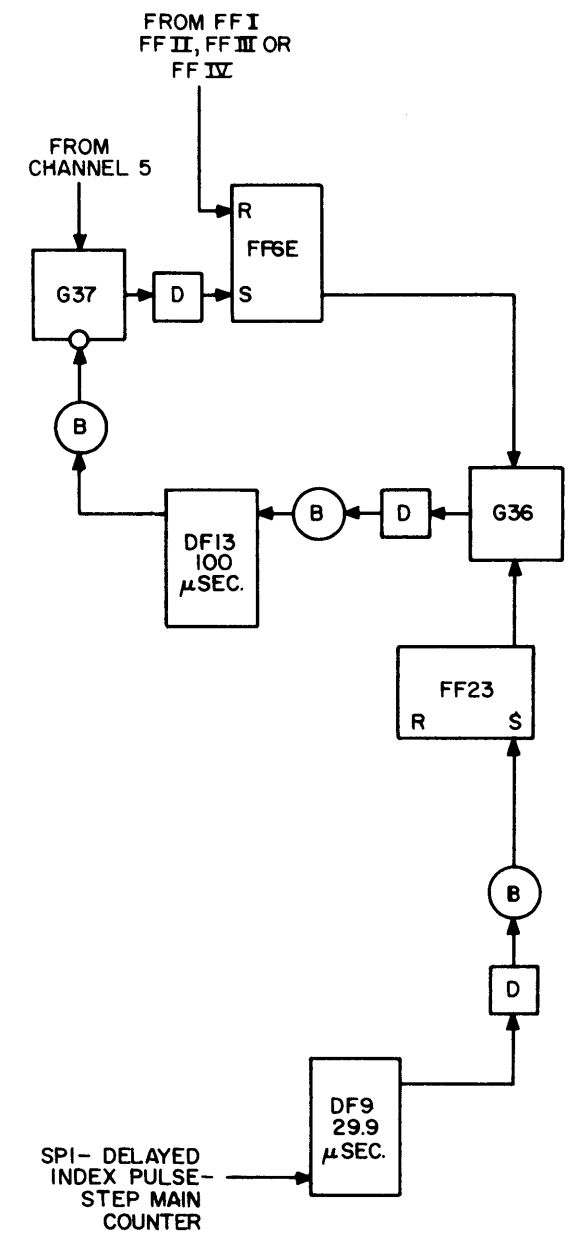 FROM FF I
FF II, FF III OR
FF IV
FROM
CHANNEL 5
R
FF6E
S
G37
D
B
DF13
100
μSEC.
B
D
G36
FF23
R S
B
D
DF9
29.9
μSEC.
SPI- DELAYED
INDEX PULSE-
STEP MAIN
COUNTER